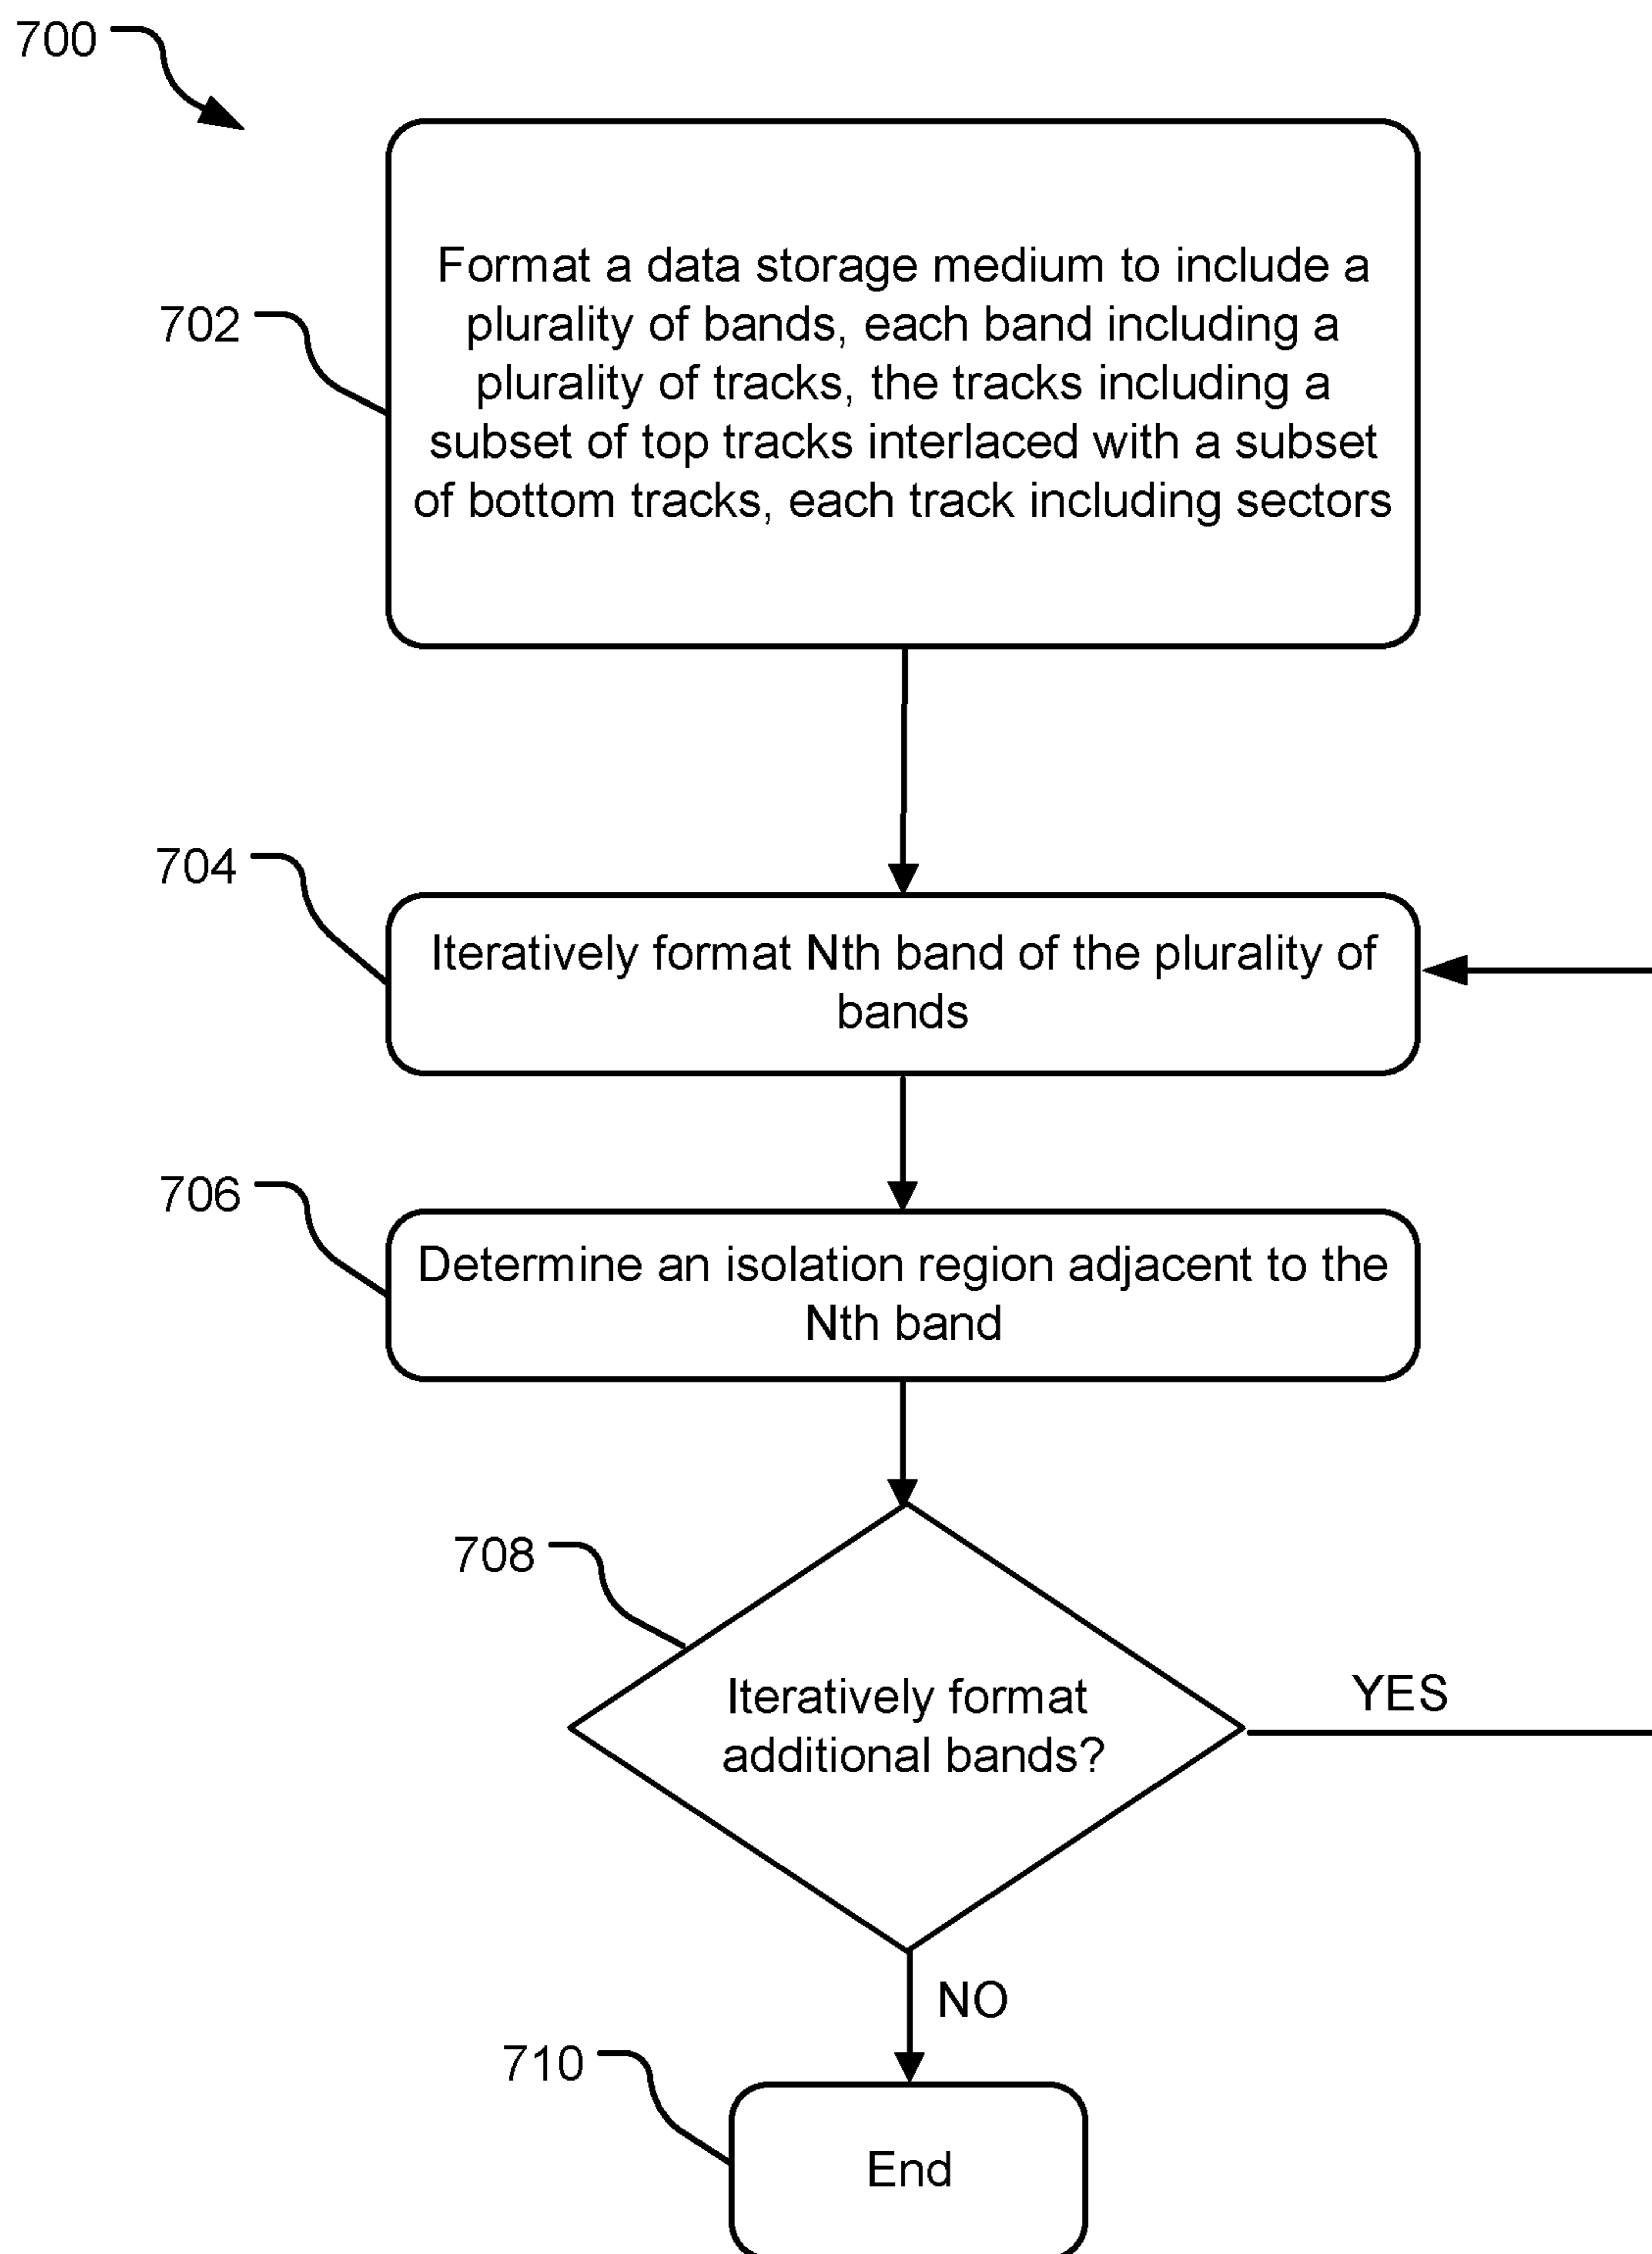 700
702
Format a data storage medium to include a
plurality of bands, each band including a
plurality of tracks, the tracks including a
subset of top tracks interlaced with a subset
of bottom tracks, each track including sectors
704
Iteratively format Nth band of the plurality of
bands
706
Determine an isolation region adjacent to the
Nth band
708
Iteratively format
additional bands?
YES
NO
710
End